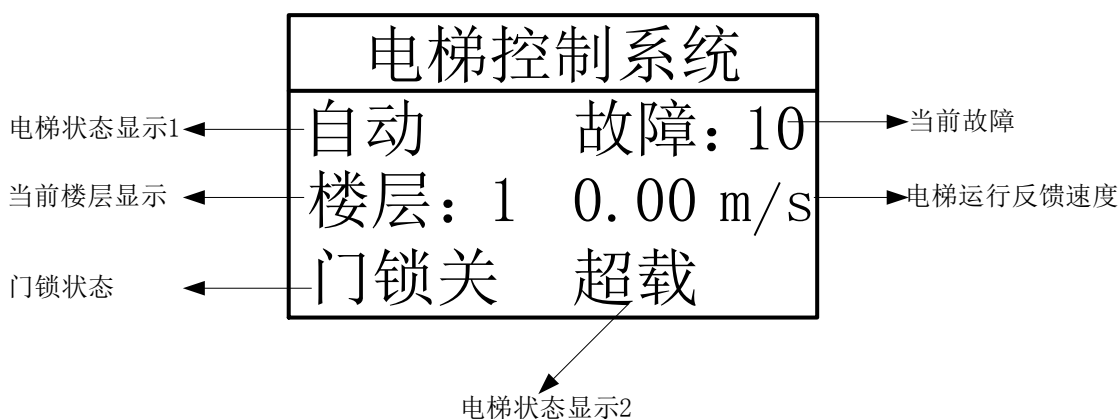 电梯控制系统
电梯状态显示1
自动 故障：10
当前故障
当前楼层显示
楼层：1 0.00 m/s
电梯运行反馈速度
门锁状态
门锁关 超载
电梯状态显示2